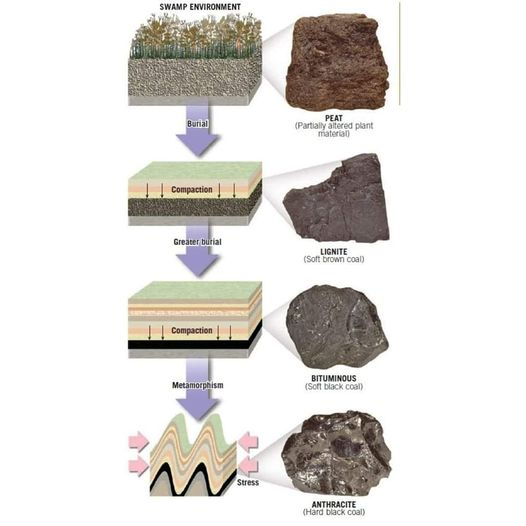 SWAMP ENVIRONMENT
PEAT
(Partially altered plant
material)
Burial
Compaction
LIGNITE
(Soft brown coal)
Greater burial
Compaction
BITUMINOUS
(Soft black coal)
Metamorphism
Stress
ANTHRACITE
(Hard black coal)